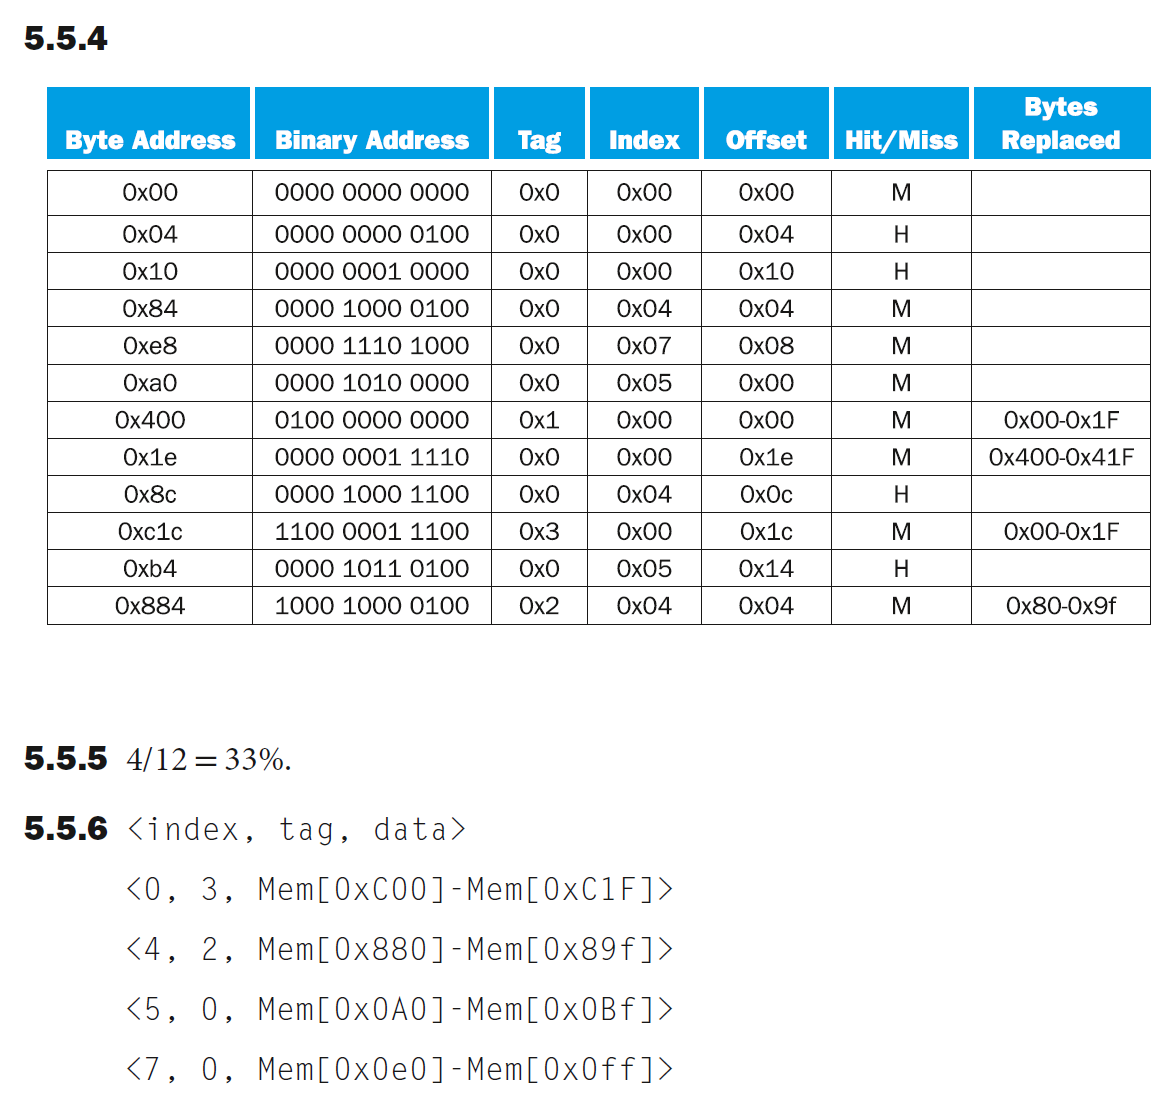 5.5.4
Byte Address Binary Address Tag Index Offset Hit/Miss Bytes Replaced
0x00 0000 0000 0000 0x0 0x00 0x00 M
0x04 0000 0000 0100 0x0 0x00 0x04 H
0x10 0000 0001 0000 0x0 0x00 0x10 H
0x84 0000 1000 0100 0x0 0x04 0x04 M
0xe8 0000 1110 1000 0x0 0x07 0x08 M
0xa0 0000 1010 0000 0x0 0x05 0x00 M
0x400 0100 0000 0000 0x1 0x00 0x00 M 0x00-0x1F
0x1e 0000 0001 1110 0x0 0x00 0x1e M 0x400-0x41F
0x8c 0000 1000 1100 0x0 0x04 0x0c H
0xc1c 1100 0001 1100 0x3 0x00 0x1c M 0x00-0x1F
0xb4 0000 1011 0100 0x0 0x05 0x14 H
0x884 1000 1000 0100 0x2 0x04 0x04 M 0x80-0x9f
5.5.5 4/12 = 33%.
5.5.6 <index, tag, data>
<0, 3, Mem[0xC00]-Mem[0xC1F]>
<4, 2, Mem[0x880]-Mem[0x89f]>
<5, 0, Mem[0x0A0]-Mem[0x0Bf]>
<7, 0, Mem[0x0e0]-Mem[0x0ff]>